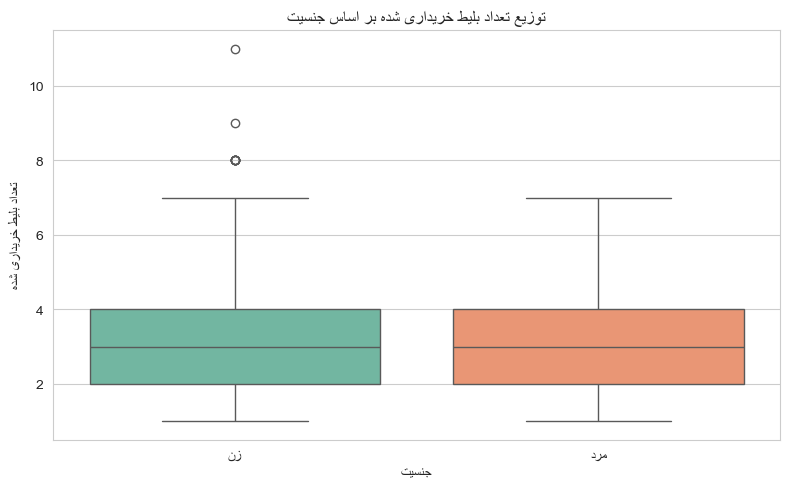 توزیع تعداد بلیط خریداری شده بر اساس جنسیت
تعداد بلیط خریداری شده
10
8
6
4
2
زن
مرد
جنسیت